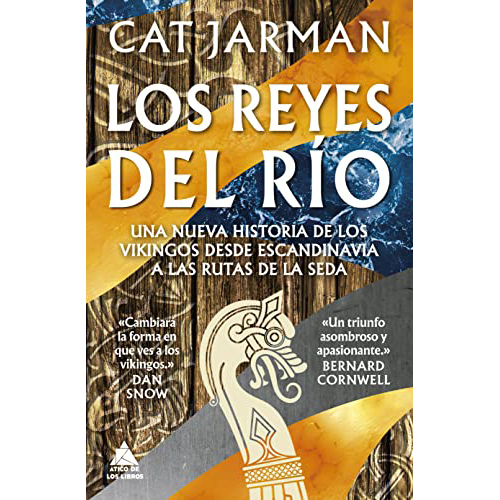 CAT JARMAN
LOS REYES
DEL RÍO
UNA NUEVA HISTORIA DE LOS
VIKINGOS DESDE ESCANDINAVIA
A LAS RUTAS DE LA SEDA
«Cambiará
la forma en
que ves a los
vikingos.»
DAN
SNOW
«Un triunfo
asombroso y
apasionante.»
BERNARD
CORNWELL
ÁTICO DE
LOS LIBROS